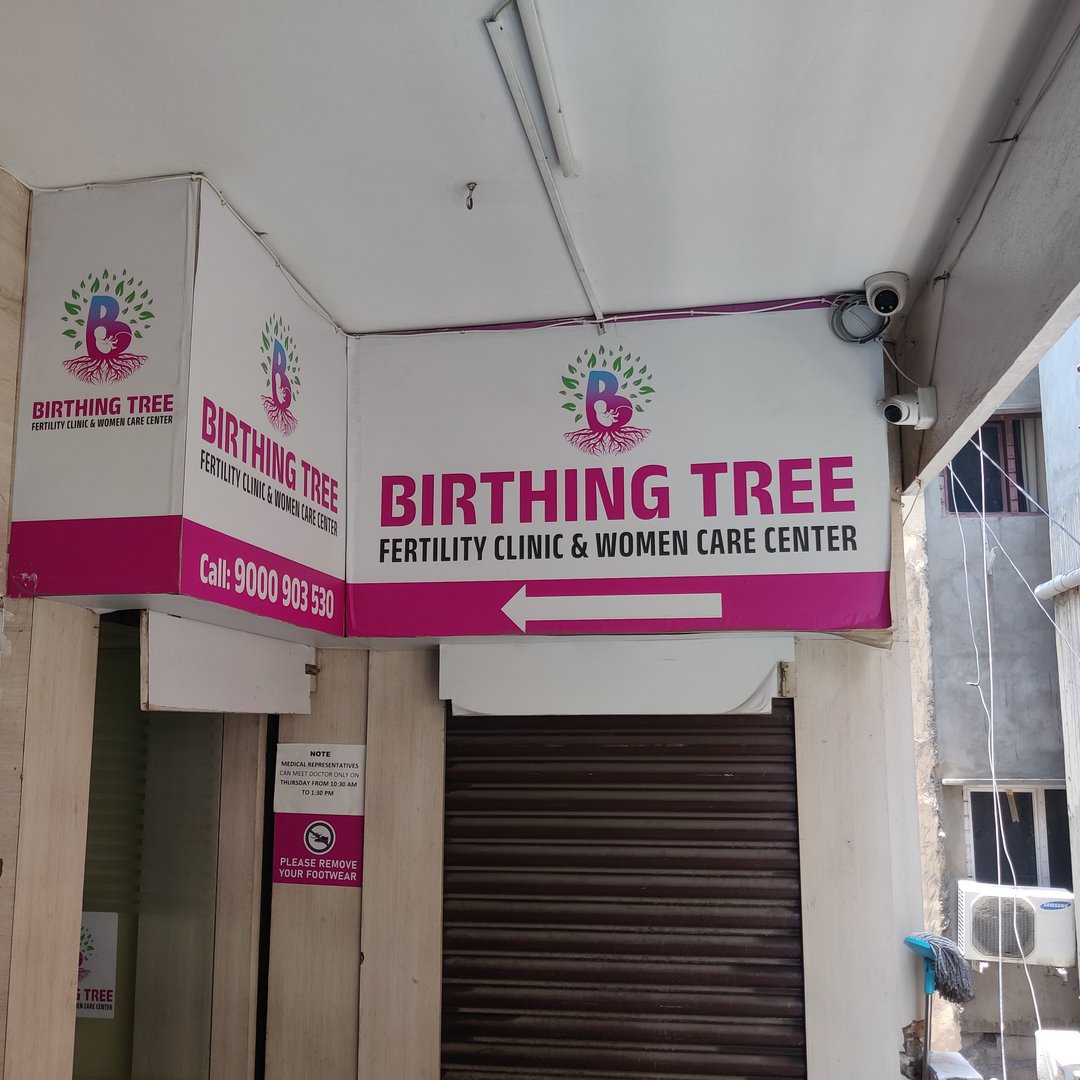 BIRTHING TREE
FERTILITY CLINIC & WOMEN CARE CENTER
BIRTHING TREE
FERTILITY CLINIC & WOMEN CARE CENTER
Call: 9000 903 530
B
BIRTHING TREE
FERTILITY CLINIC & WOMEN CARE CENTER
NOTE
MEDICAL REPRESENTATIVES
CAN MEET DOCTOR ONLY ON
THURSDAY FROM 10:30 AM
TO 1:30 PM
PLEASE REMOVE
YOUR FOOTWEAR
TREE
CARE CENTER
SAMSUNG